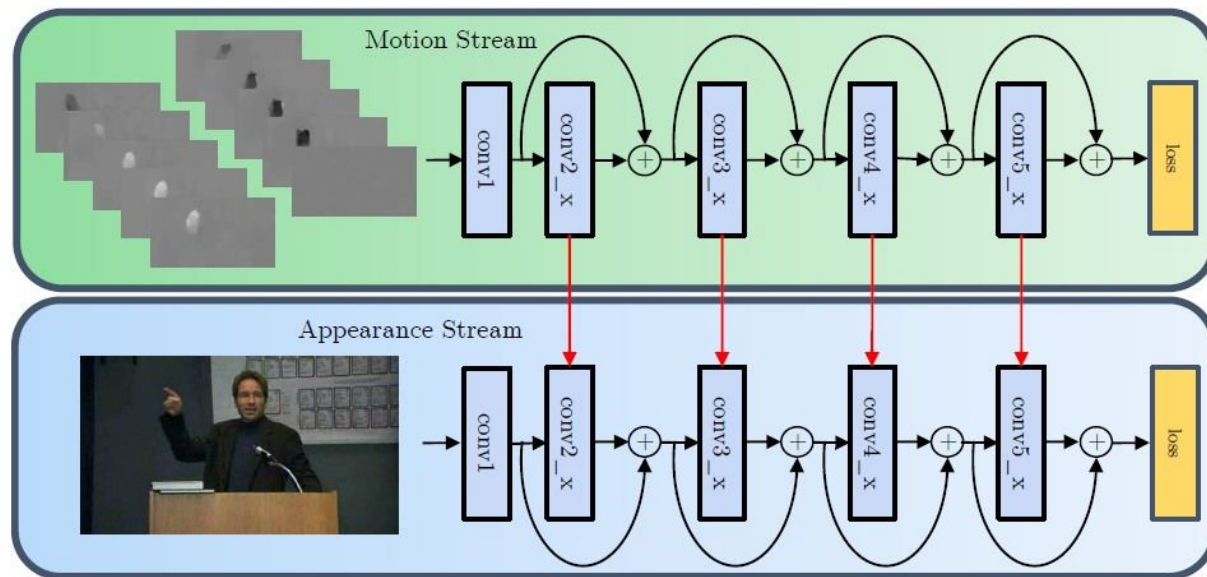 Motion Stream
conv1
conv2_x
+
conv3_x
+
conv4_x
+
conv5_x
+
loss
Appearance Stream
conv1
conv2_x
+
conv3_x
+
conv4_x
+
conv5_x
+
loss